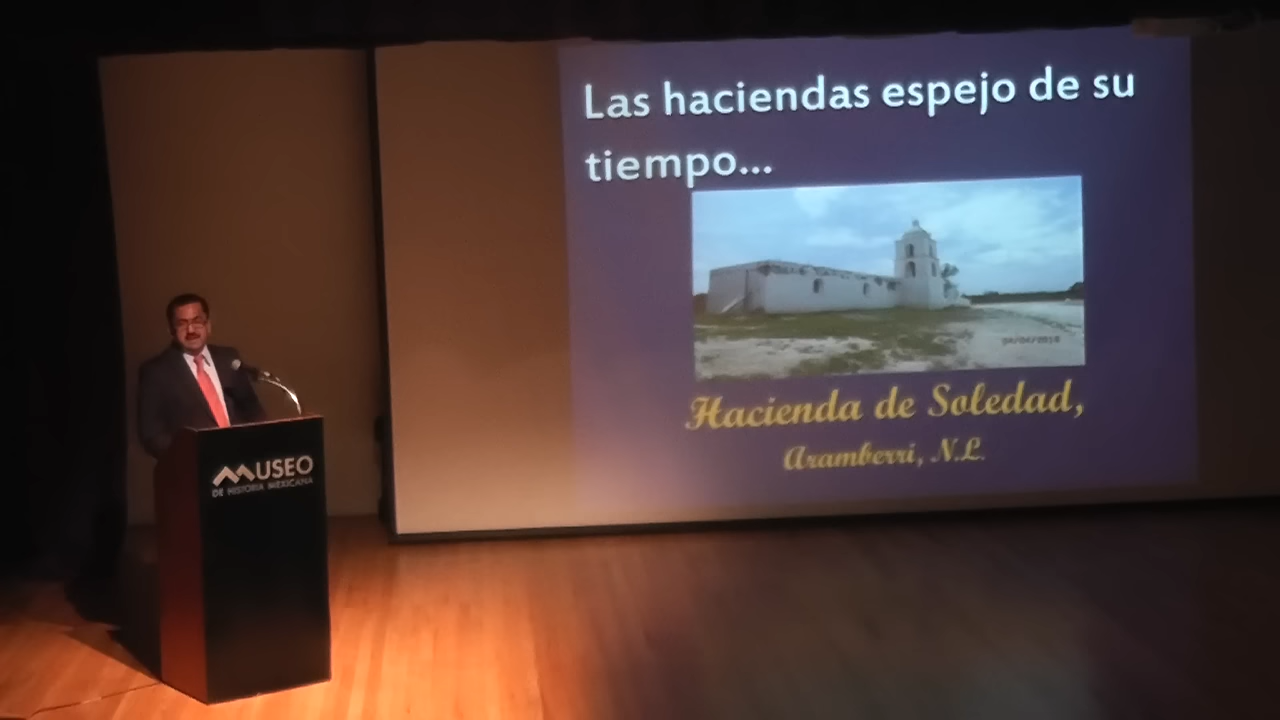 Las haciendas espejo de su
tiempo...
Hacienda de Soledad,
Aramberri, N.L.
MUSEO
DE HISTORIA MEXICANA